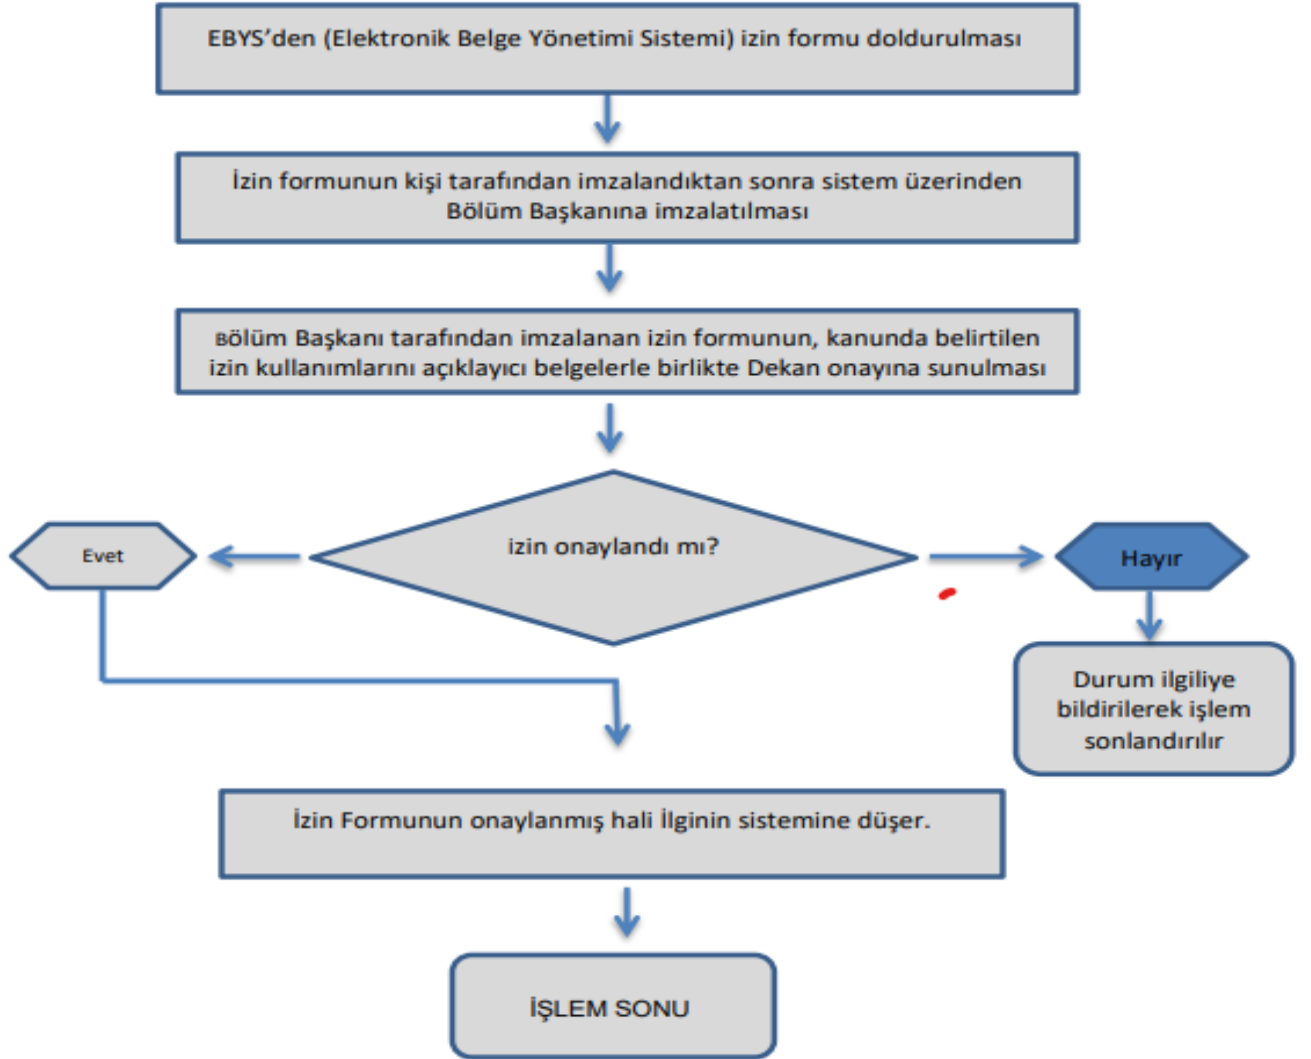 EBYS’den (Elektronik Belge Yönetimi Sistemi) izin formu doldurulması
İzin formunun kişi tarafından imzalandıktan sonra sistem üzerinden
Bölüm Başkanına imzalatılması
Bölüm Başkanı tarafından imzalanan izin formunun, kanunda belirtilen
izin kullanımlarını açıklayıcı belgelerle birlikte Dekan onayına sunulması
izin onaylandı mı?
Evet
Hayır
Durum ilgiliye
bildirilerek işlem
sonlandırılır
İzin Formunun onaylanmış hali İlginin sistemine düşer.
İŞLEM SONU